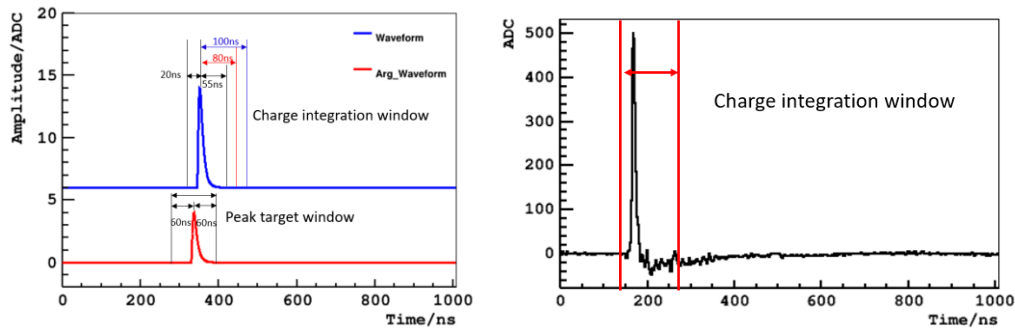 Amplitude/ADC
20
15
10
5
0
100ns
80ns
20ns
55ns
Waveform
Arg_Waveform
Charge integration window
60ns
60ns
Peak target window
0 200 400 600 800 1000
Time/ns
ADC
500
400
300
200
100
0
Charge integration window
0 200 400 600 800 1000
Time/ns